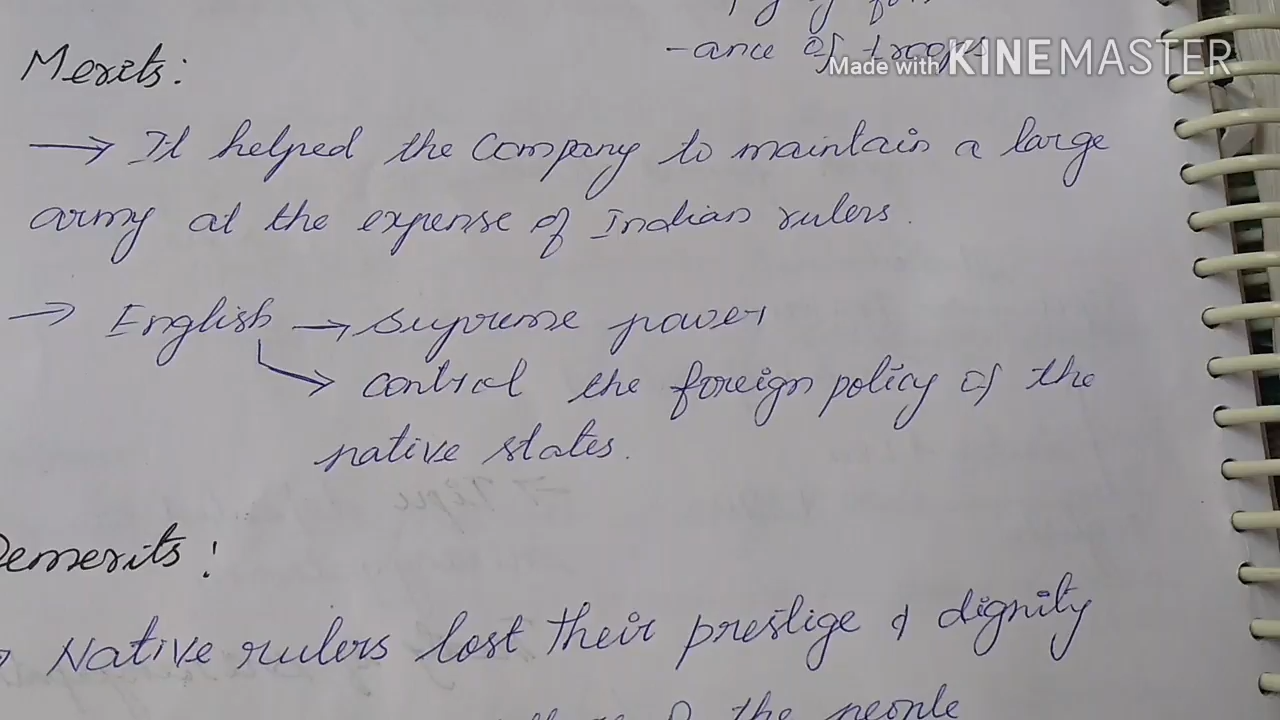 -ance of troops
Made with KINEMASTER
Merits:
→ It helped the Company to maintain a large
army at the expense of Indian rulers.
→ English → supreme power
↳ control the foreign policy of the
native states.
Demerits:
→ Native rulers lost their prestige & dignity
the people